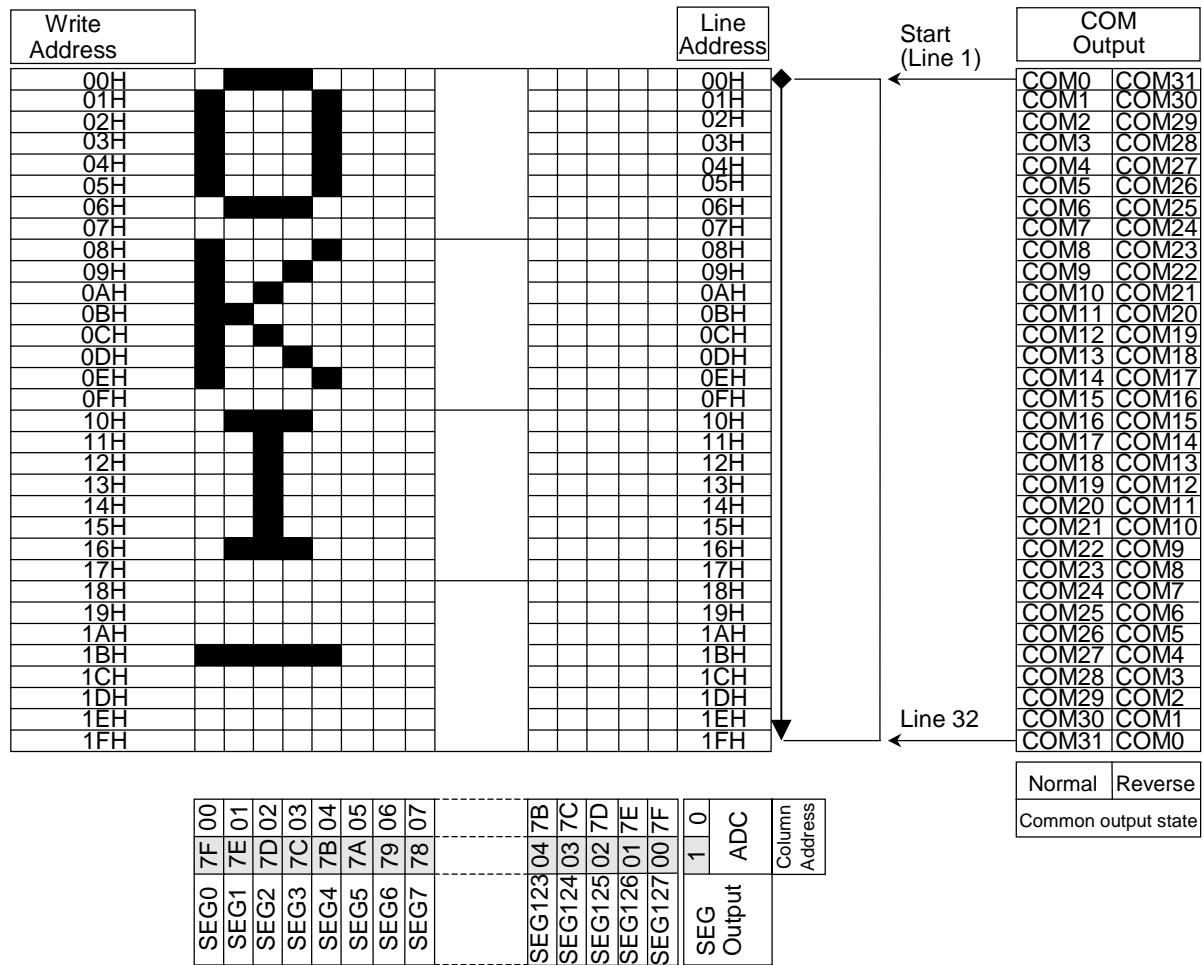 Write Address
Line Address
Start (Line 1)
COM Output
00H 00H COM0 COM31
01H 01H COM1 COM30
02H 02H COM2 COM29
03H 03H COM3 COM28
04H 04H COM4 COM27
05H 05H COM5 COM26
06H 06H COM6 COM25
07H 07H COM7 COM24
08H 08H COM8 COM23
09H 09H COM9 COM22
0AH 0AH COM10 COM21
0BH 0BH COM11 COM20
0CH 0CH COM12 COM19
0DH 0DH COM13 COM18
0EH 0EH COM14 COM17
0FH 0FH COM15 COM16
10H 10H COM16 COM15
11H 11H COM17 COM14
12H 12H COM18 COM13
13H 13H COM19 COM12
14H 14H COM20 COM11
15H 15H COM21 COM10
16H 16H COM22 COM9
17H 17H COM23 COM8
18H 18H COM24 COM7
19H 19H COM25 COM6
1AH 1AH COM26 COM5
1BH 1BH COM27 COM4
1CH 1CH COM28 COM3
1DH 1DH COM29 COM2
1EH 1EH Line 32 COM30 COM1
1FH 1FH COM31 COM0
Normal Reverse
Common output state
00 01 02 03 04 05 06 07 7B 7C 7D 7E 7F 0 ADC Column Address
7F 7E 7D 7C 7B 7A 79 78 04 03 02 01 00 1
SEG0 SEG1 SEG2 SEG3 SEG4 SEG5 SEG6 SEG7 SEG123 SEG124 SEG125 SEG126 SEG127 SEG Output